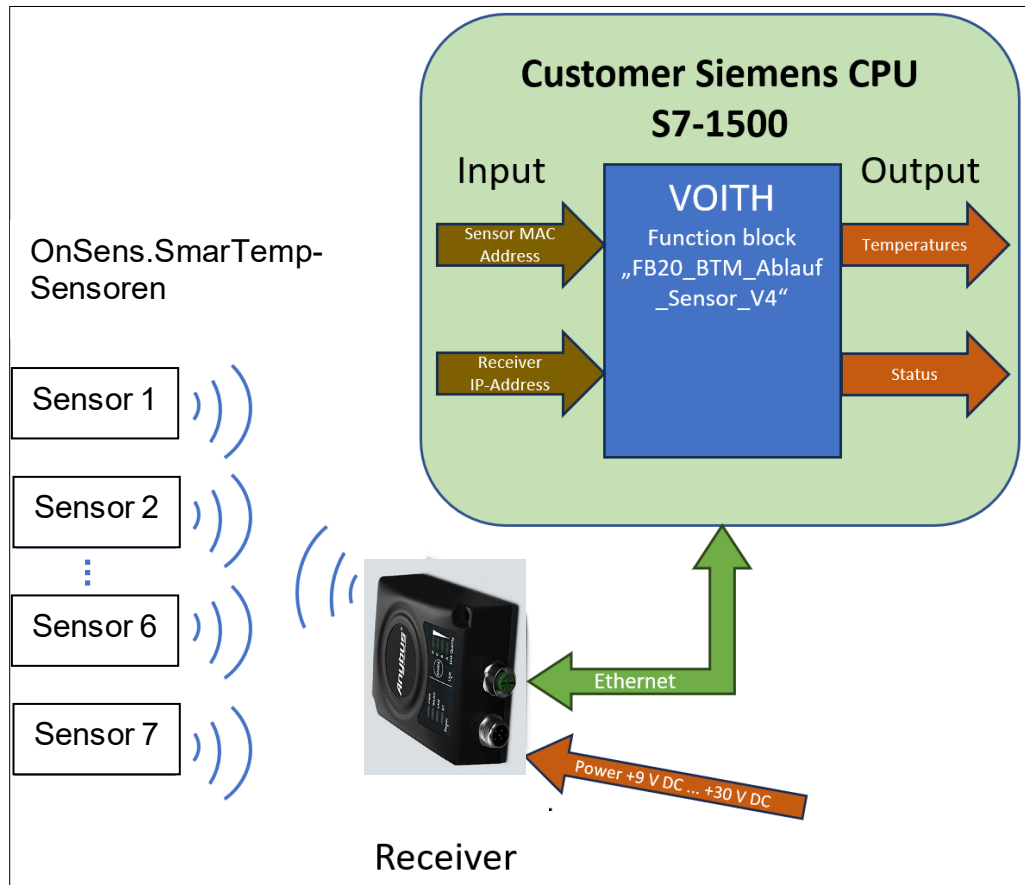 Customer Siemens CPU
S7-1500
Input
Output
VOITH
Function block
„FB20_BTM_Ablauf
_Sensor_V4“
Sensor MAC
Address
Temperatures
Receiver
IP-Address
Status
OnSens.SmarTemp-
Sensoren
Sensor 1
Sensor 2
Sensor 6
Sensor 7
Anybus
Ethernet
Power +9 V DC ... +30 V DC
Receiver